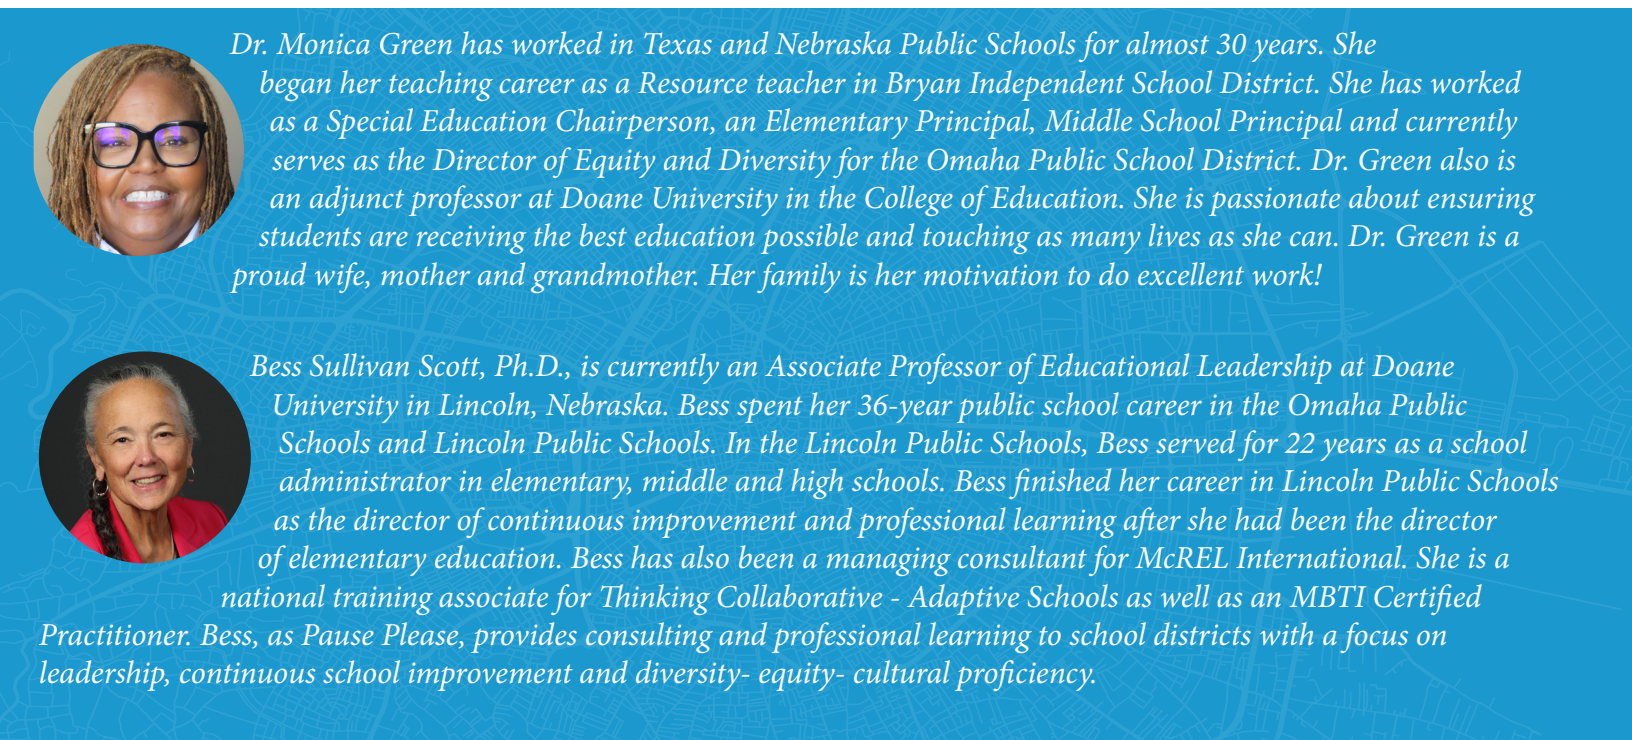 Dr. Monica Green has worked in Texas and Nebraska Public Schools for almost 30 years. She
began her teaching career as a Resource teacher in Bryan Independent School District. She has worked
as a Special Education Chairperson, an Elementary Principal, Middle School Principal and currently
serves as the Director of Equity and Diversity for the Omaha Public School District. Dr. Green also is
an adjunct professor at Doane University in the College of Education. She is passionate about ensuring
students are receiving the best education possible and touching as many lives as she can. Dr. Green is a
proud wife, mother and grandmother. Her family is her motivation to do excellent work!
Bess Sullivan Scott, Ph.D., is currently an Associate Professor of Educational Leadership at Doane
University in Lincoln, Nebraska. Bess spent her 36-year public school career in the Omaha Public
Schools and Lincoln Public Schools. In the Lincoln Public Schools, Bess served for 22 years as a school
administrator in elementary, middle and high schools. Bess finished her career in Lincoln Public Schools
as the director of continuous improvement and professional learning after she had been the director
of elementary education. Bess has also been a managing consultant for McREL International. She is a
national training associate for Thinking Collaborative - Adaptive Schools as well as an MBTI Certified
Practitioner. Bess, as Pause Please, provides consulting and professional learning to school districts with a focus on
leadership, continuous school improvement and diversity- equity- cultural proficiency.